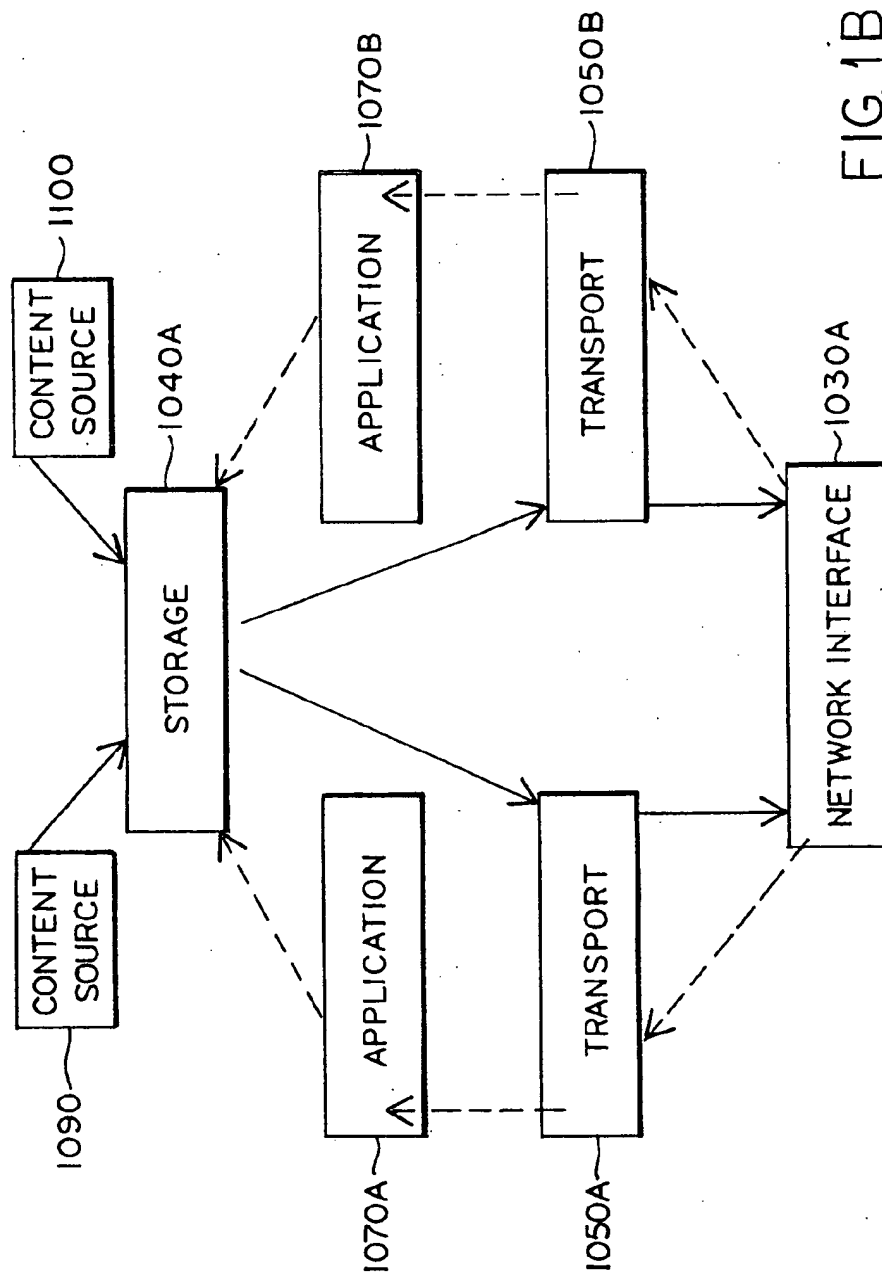 CONTENT
SOURCE
1090
CONTENT
SOURCE
1100
STORAGE
1040A
APPLICATION
1070A
APPLICATION
1070B
TRANSPORT
1050A
TRANSPORT
1050B
NETWORK INTERFACE
1030A
FIG. 1B